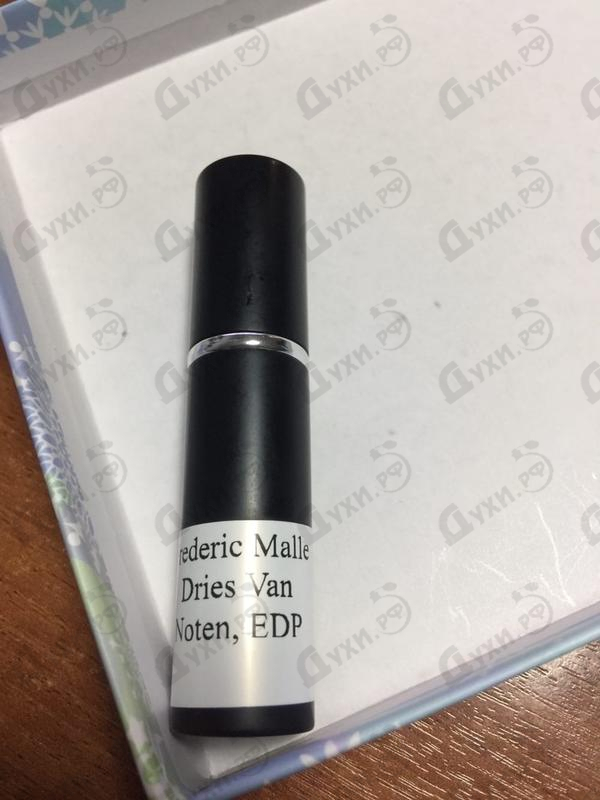 rederic Malle
Dries Van
Noten, EDP
Духи.рф